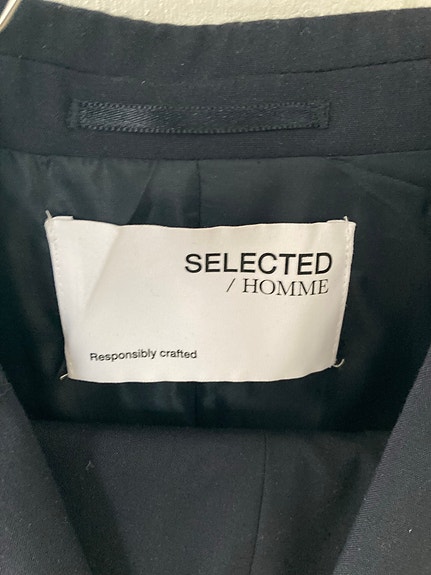 SELECTED
/ HOMME
Responsibly crafted